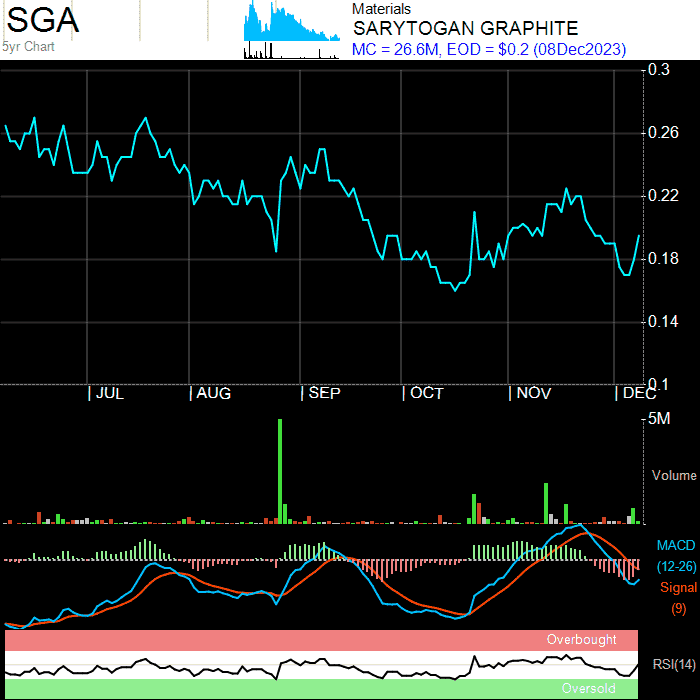 SGA
5yr Chart
Materials
SARYTOGAN GRAPHITE
MC = 26.6M, EOD = $0.2 (08Dec2023)
0.3
0.26
0.22
0.18
0.14
0.1
JUL AUG SEP OCT NOV DEC
5M
Volume
MACD
(12-26)
Signal
(9)
Overbought
RSI(14)
Oversold